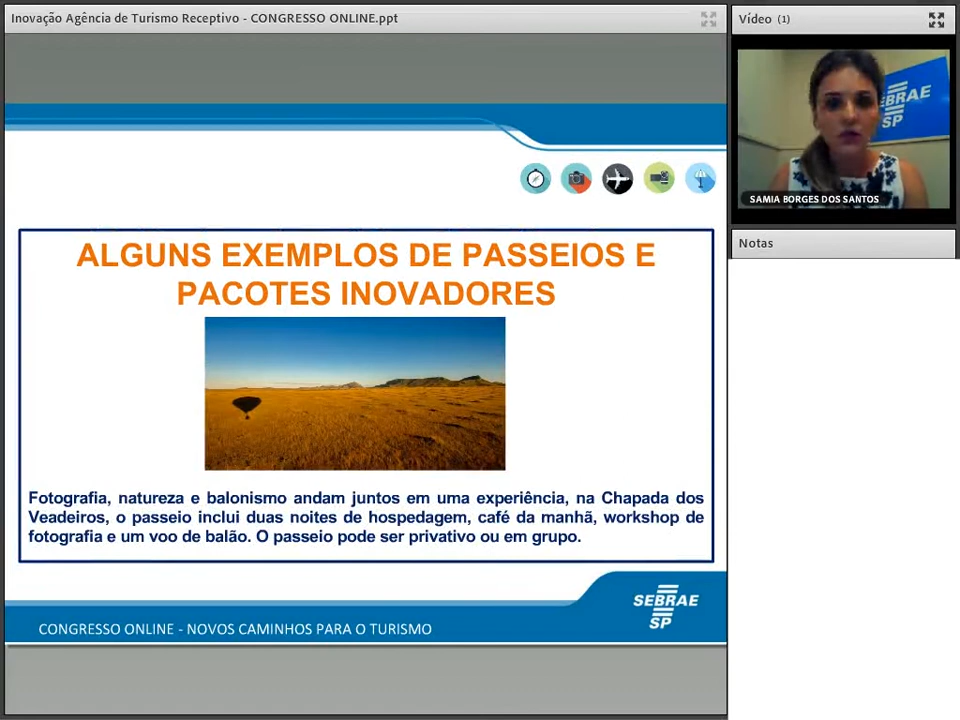 Inovação Agência de Turismo Receptivo - CONGRESSO ONLINE.ppt
ALGUNS EXEMPLOS DE PASSEIOS E
PACOTES INOVADORES
Fotografia, natureza e balonismo andam juntos em uma experiência, na Chapada dos
Veadeiros, o passeio inclui duas noites de hospedagem, café da manhã, workshop de
fotografia e um voo de balão. O passeio pode ser privativo ou em grupo.
CONGRESSO ONLINE - NOVOS CAMINHOS PARA O TURISMO
SEBRAE
SP
Vídeo (1)
SEBRAE
SP
SAMIA BORGES DOS SANTOS
Notas